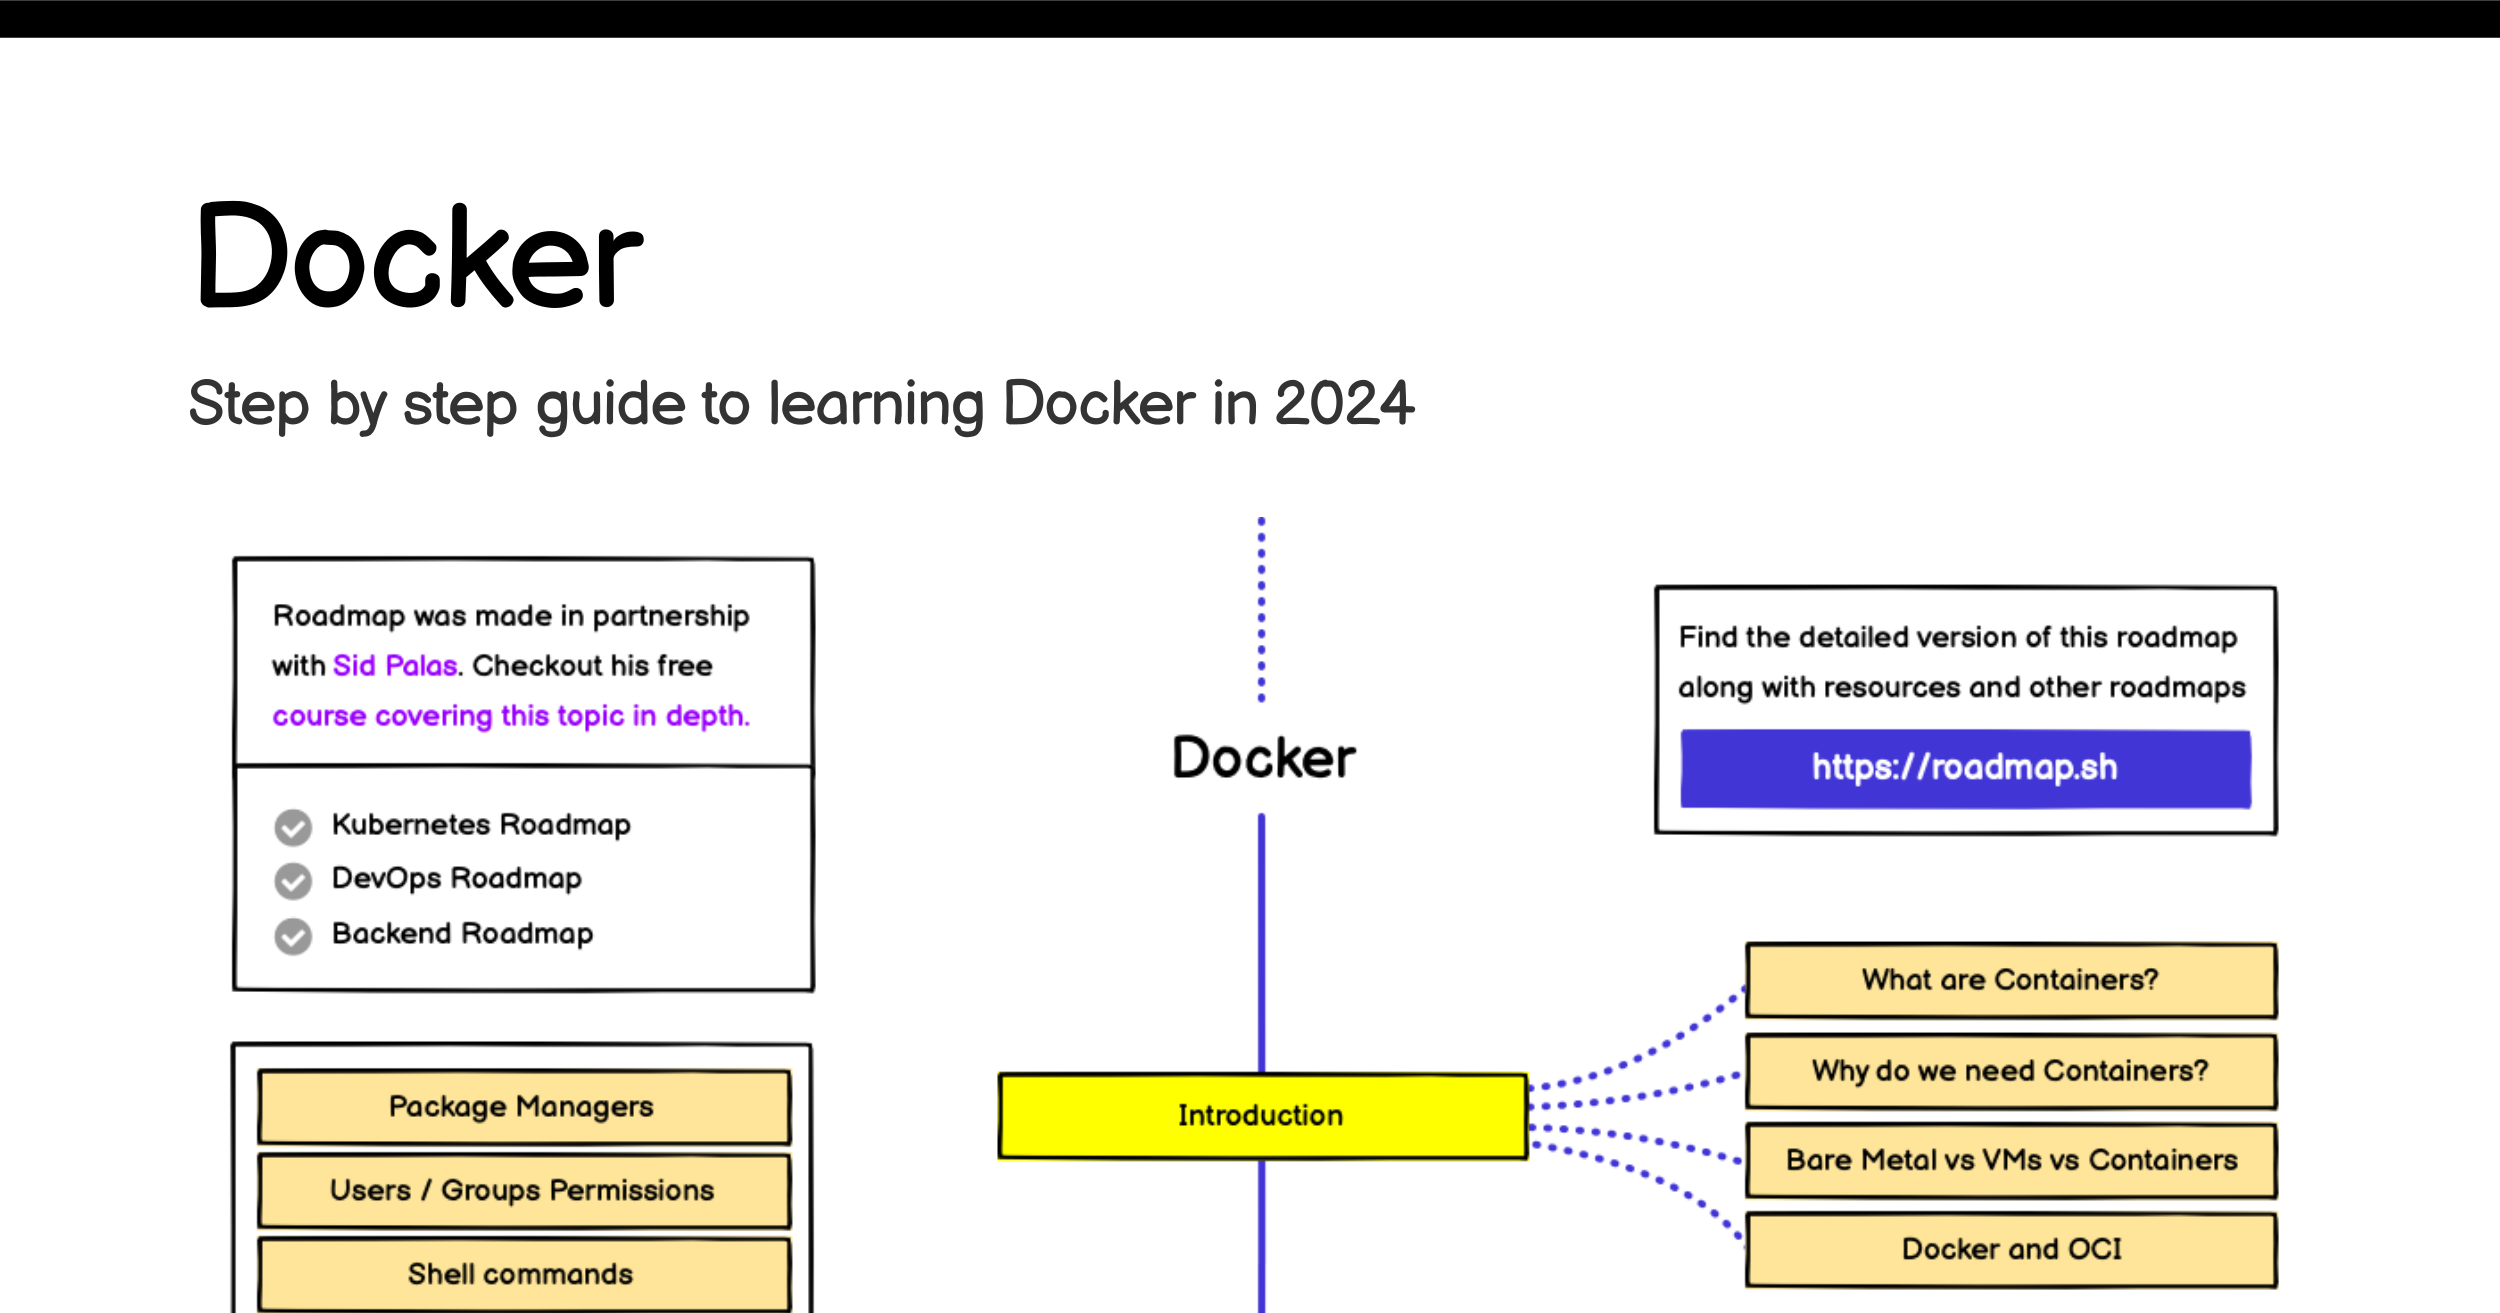 Docker
Step by step guide to learning Docker in 2024
Roadmap was made in partnership
with Sid Palas. Checkout his free
course covering this topic in depth.
Kubernetes Roadmap
DevOps Roadmap
Backend Roadmap
Docker
Find the detailed version of this roadmap
along with resources and other roadmaps
https://roadmap.sh
Package Managers
Users / Groups Permissions
Shell commands
Introduction
What are Containers?
Why do we need Containers?
Bare Metal vs VMs vs Containers
Docker and OCI